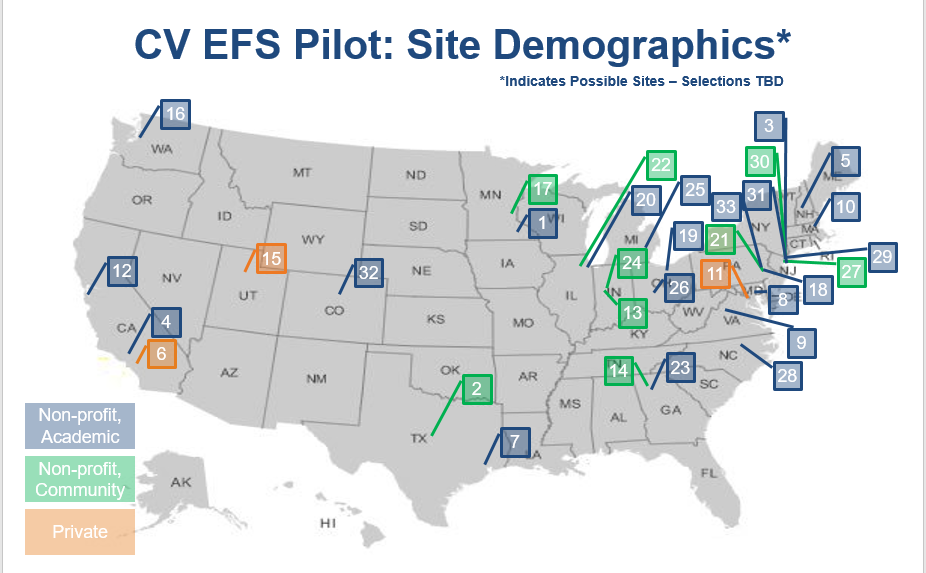 CV EFS Pilot: Site Demographics*
*Indicates Possible Sites – Selections TBD
3
16
30
5
WA
22
MT
ND
MN
17
25
ME
OR
20
33
31
10
VT
NH
ID
SD
1
WI
MI
19
21
NY
MA
WY
CT
RI
12
15
32
NE
IA
24
26
11
PA
29
NV
UT
IL
IN
NJ
27
CO
13
MD
8
18
4
KS
MO
WV
VA
CA
KY
9
6
AZ
NM
OK
AR
14
23
NC
28
2
MS
AL
GA
SC
TX
7
LA
FL
Non-profit,
Academic
Non-profit,
Community
Private
AK
HI